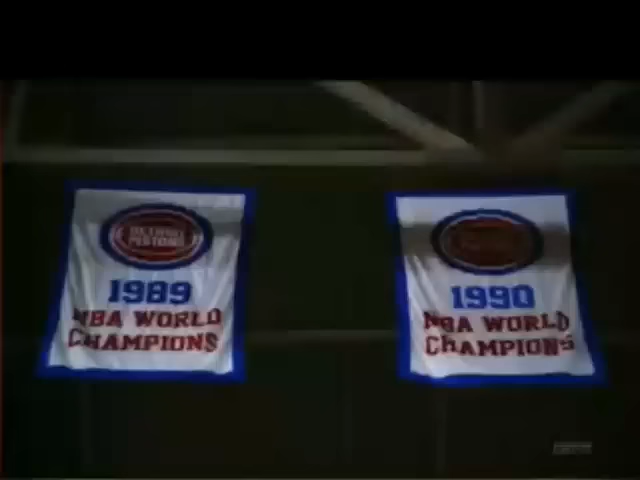 DETROIT
PISTONS
1989
NBA WORLD
CHAMPIONS
1990
NBA WORLD
CHAMPIONS